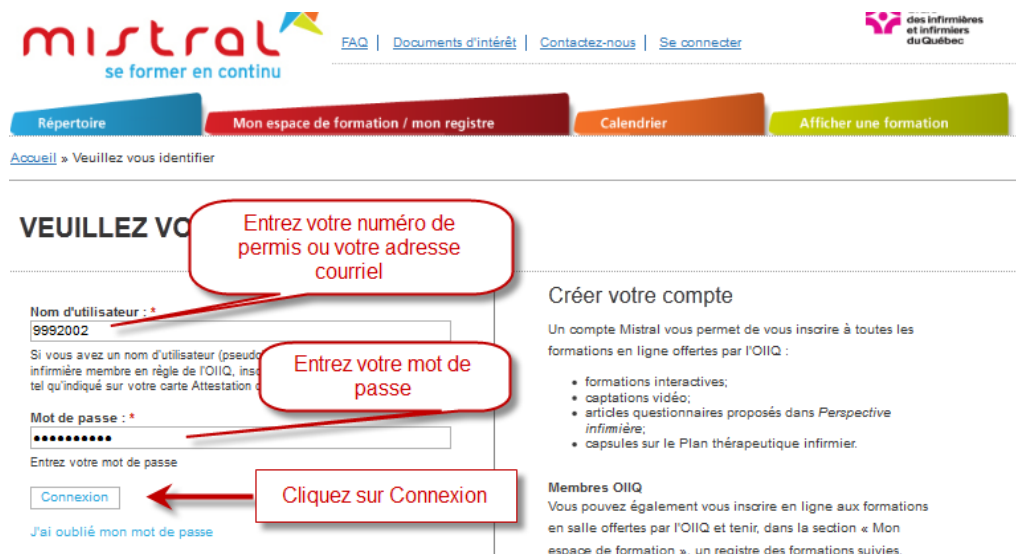 mistral
se former en continu
FAQ | Documents d'intérêt | Contactez-nous | Se connecter
des infirmières
et infirmiers
du Québec
Répertoire
Mon espace de formation / mon registre
Calendrier
Afficher une formation
Accueil » Veuillez vous identifier
VEUILLEZ VO
Entrez votre numéro de
permis ou votre adresse
courriel
Nom d'utilisateur : *
9992002
Si vous avez un nom d'utilisateur (pseudo
infirmière membre en règle de l'OIIQ, insc
tel qu'indiqué sur votre carte Attestation
Entrez votre mot de
passe
Mot de passe : *
••••••••••
Entrez votre mot de passe
Connexion
Cliquez sur Connexion
J'ai oublié mon mot de passe
Créer votre compte
Un compte Mistral vous permet de vous inscrire à toutes les
formations en ligne offertes par l'OIIQ :
• formations interactives;
• captations vidéo;
• articles questionnaires proposés dans Perspective
infirmière;
• capsules sur le Plan thérapeutique infirmier.
Membres OIIQ
Vous pouvez également vous inscrire en ligne aux formations
en salle offertes par l'OIIQ et tenir, dans la section « Mon
espace de formation », un registre des formations suivies.